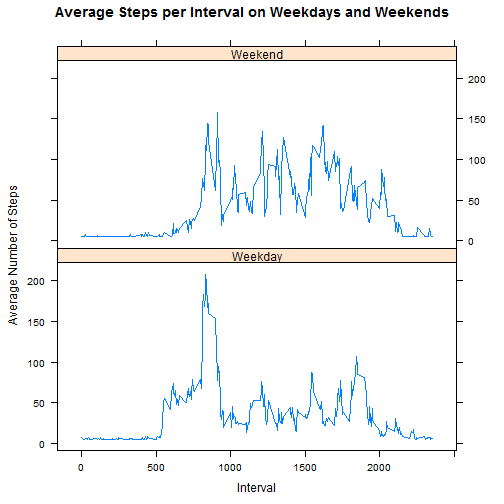 Average Steps per Interval on Weekdays and Weekends
Weekend
200
150
100
50
0
Weekday
200
150
100
50
0
Average Number of Steps
0 500 1000 1500 2000
Interval